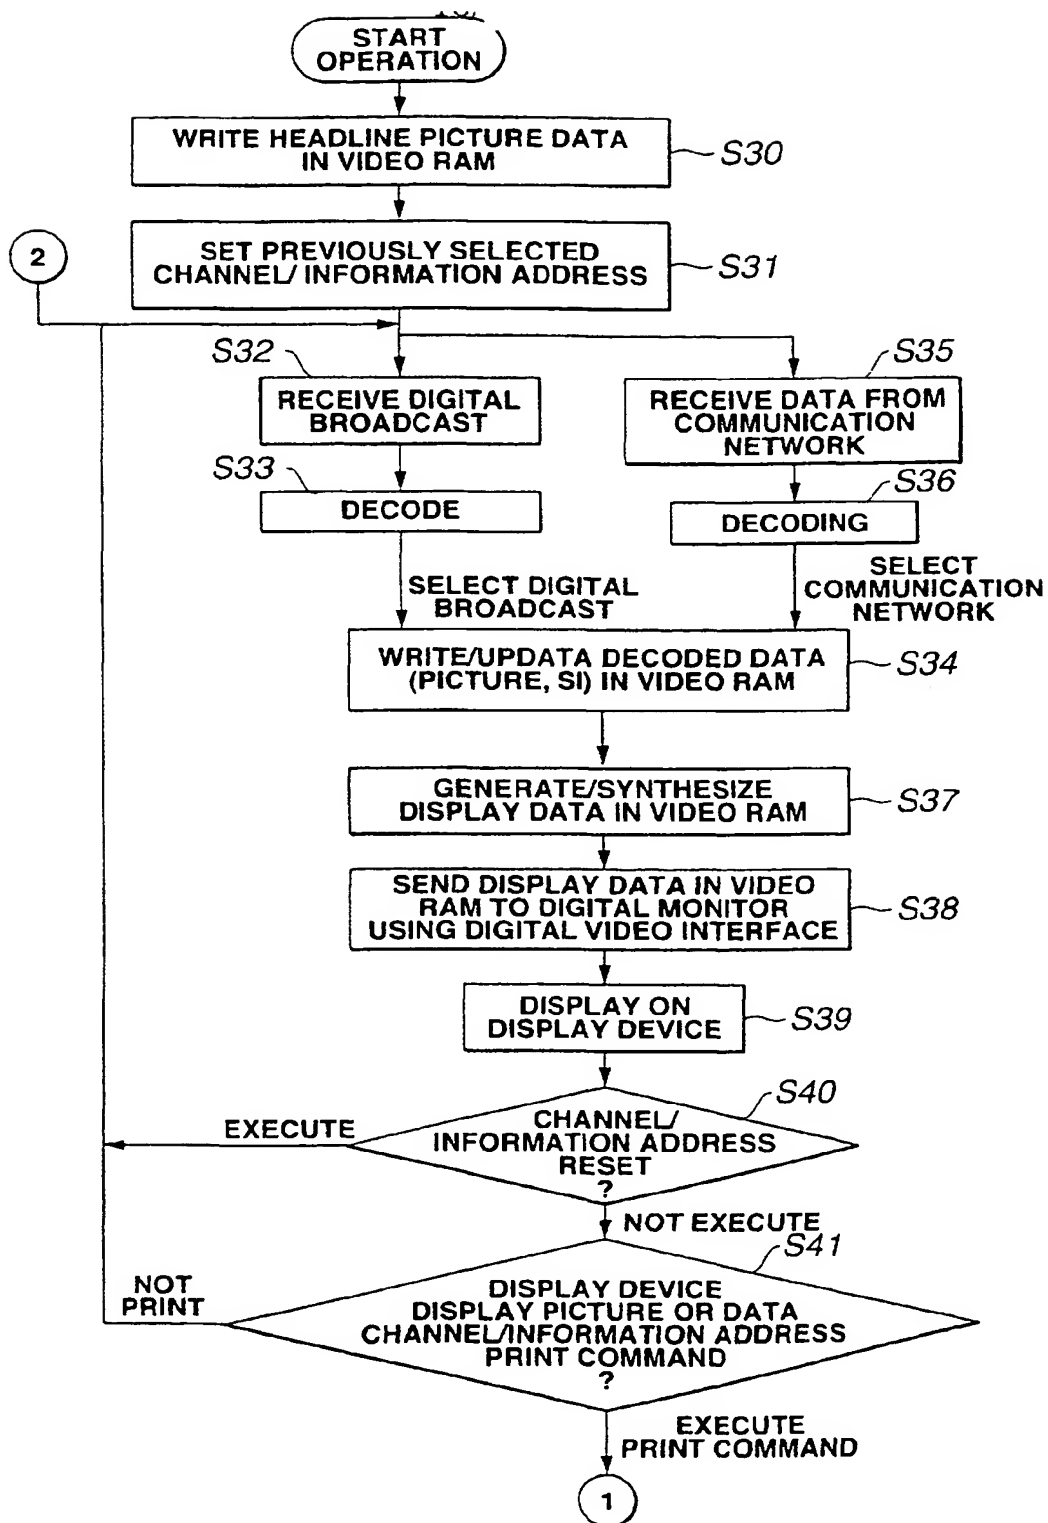 START
OPERATION
WRITE HEADLINE PICTURE DATA
IN VIDEO RAM
S30
2
SET PREVIOUSLY SELECTED
CHANNEL/ INFORMATION ADDRESS
S31
S32
RECEIVE DIGITAL
BROADCAST
S35
RECEIVE DATA FROM
COMMUNICATION
NETWORK
S33
DECODE
S36
DECODING
SELECT DIGITAL
BROADCAST
SELECT
COMMUNICATION
NETWORK
WRITE/UPDATA DECODED DATA
(PICTURE, SI) IN VIDEO RAM
S34
GENERATE/SYNTHESIZE
DISPLAY DATA IN VIDEO RAM
S37
SEND DISPLAY DATA IN VIDEO
RAM TO DIGITAL MONITOR
USING DIGITAL VIDEO INTERFACE
S38
DISPLAY ON
DISPLAY DEVICE
S39
S40
CHANNEL/
INFORMATION ADDRESS
RESET
?
EXECUTE
NOT EXECUTE
S41
DISPLAY DEVICE
DISPLAY PICTURE OR DATA
CHANNEL/INFORMATION ADDRESS
PRINT COMMAND
?
NOT
PRINT
EXECUTE
PRINT COMMAND
1